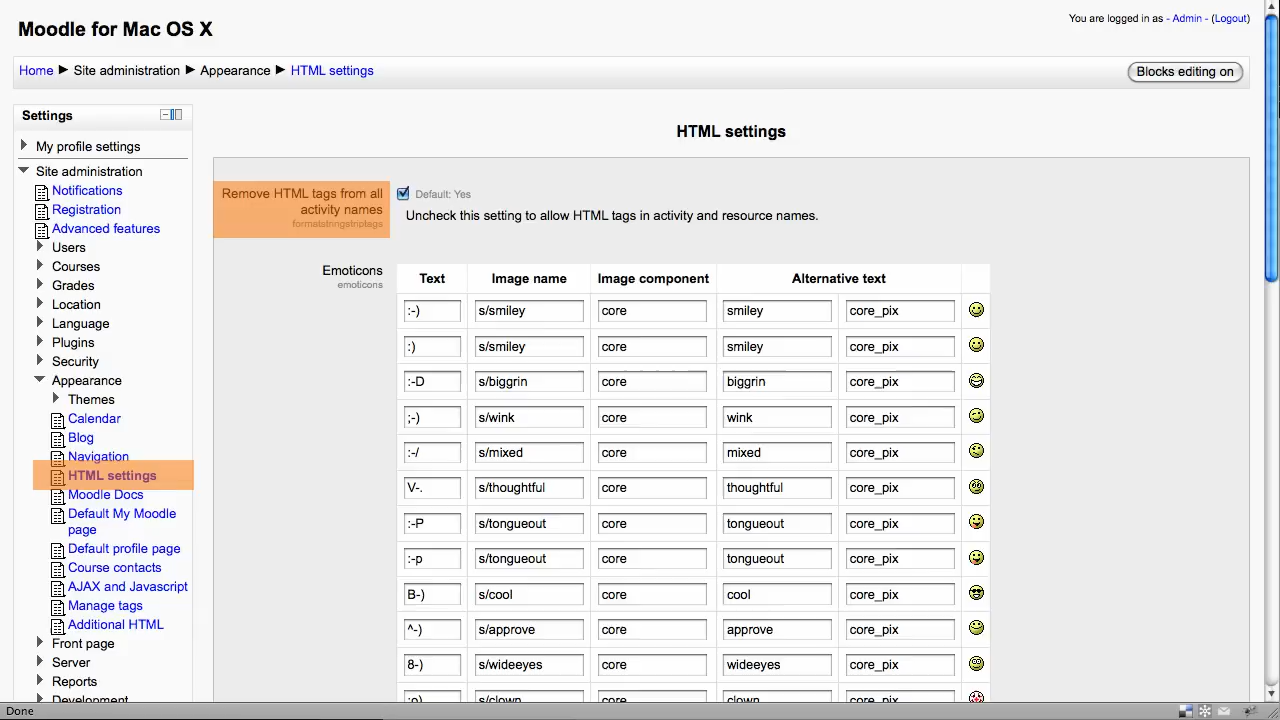 Moodle for Mac OS X
You are logged in as - Admin - (Logout)
Home ► Site administration ► Appearance ► HTML settings
Blocks editing on
Settings
My profile settings
Site administration
Notifications
Registration
Advanced features
Users
Courses
Grades
Location
Language
Plugins
Security
Appearance
Themes
Calendar
Blog
Navigation
HTML settings
Moodle Docs
Default My Moodle
page
Default profile page
Course contacts
AJAX and Javascript
Manage tags
Additional HTML
Front page
Server
Reports
Development
HTML settings
Remove HTML tags from all
activity names
formatstringstriptags
Default: Yes
Uncheck this setting to allow HTML tags in activity and resource names.
Emoticons
emoticons
Text Image name Image component Alternative text
:-) s/smiley core smiley core_pix
:) s/smiley core smiley core_pix
:-D s/biggrin core biggrin core_pix
;-) s/wink core wink core_pix
:-/ s/mixed core mixed core_pix
V-. s/thoughtful core thoughtful core_pix
:-P s/tongueout core tongueout core_pix
:-p s/tongueout core tongueout core_pix
B-) s/cool core cool core_pix
^-) s/approve core approve core_pix
8-) s/wideeyes core wideeyes core_pix
:o) s/clown core clown core_pix
Done